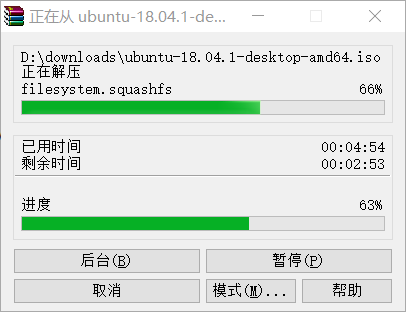 正在从 ubuntu-18.04.1-de...
D:\downloads\ubuntu-18.04.1-desktop-amd64.iso
正在解压
filesystem.squashfs 66%
已用时间 00:04:54
剩余时间 00:02:53
进度 63%
后台(B) 暂停(P)
取消 模式(M)... 帮助